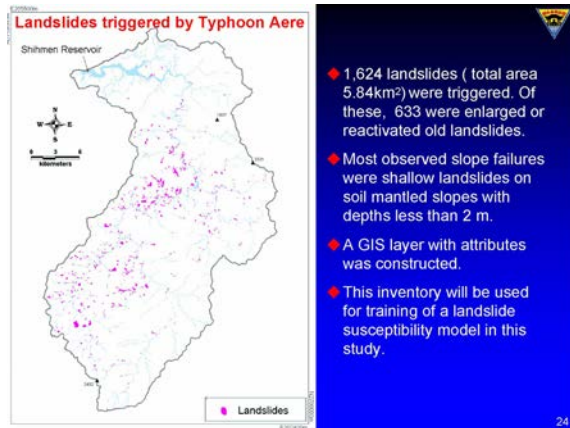 Landslides triggered by Typhoon Aere
Shihmen Reservoir
N
W E
S
kilometers
Landslides
1,624 landslides ( total area
5.84km²) were triggered. Of
these, 633 were enlarged or
reactivated old landslides.
Most observed slope failures
were shallow landslides on
soil mantled slopes with
depths less than 2 m.
A GIS layer with attributes
was constructed.
This inventory will be used
for training of a landslide
susceptibility model in this
study.
24